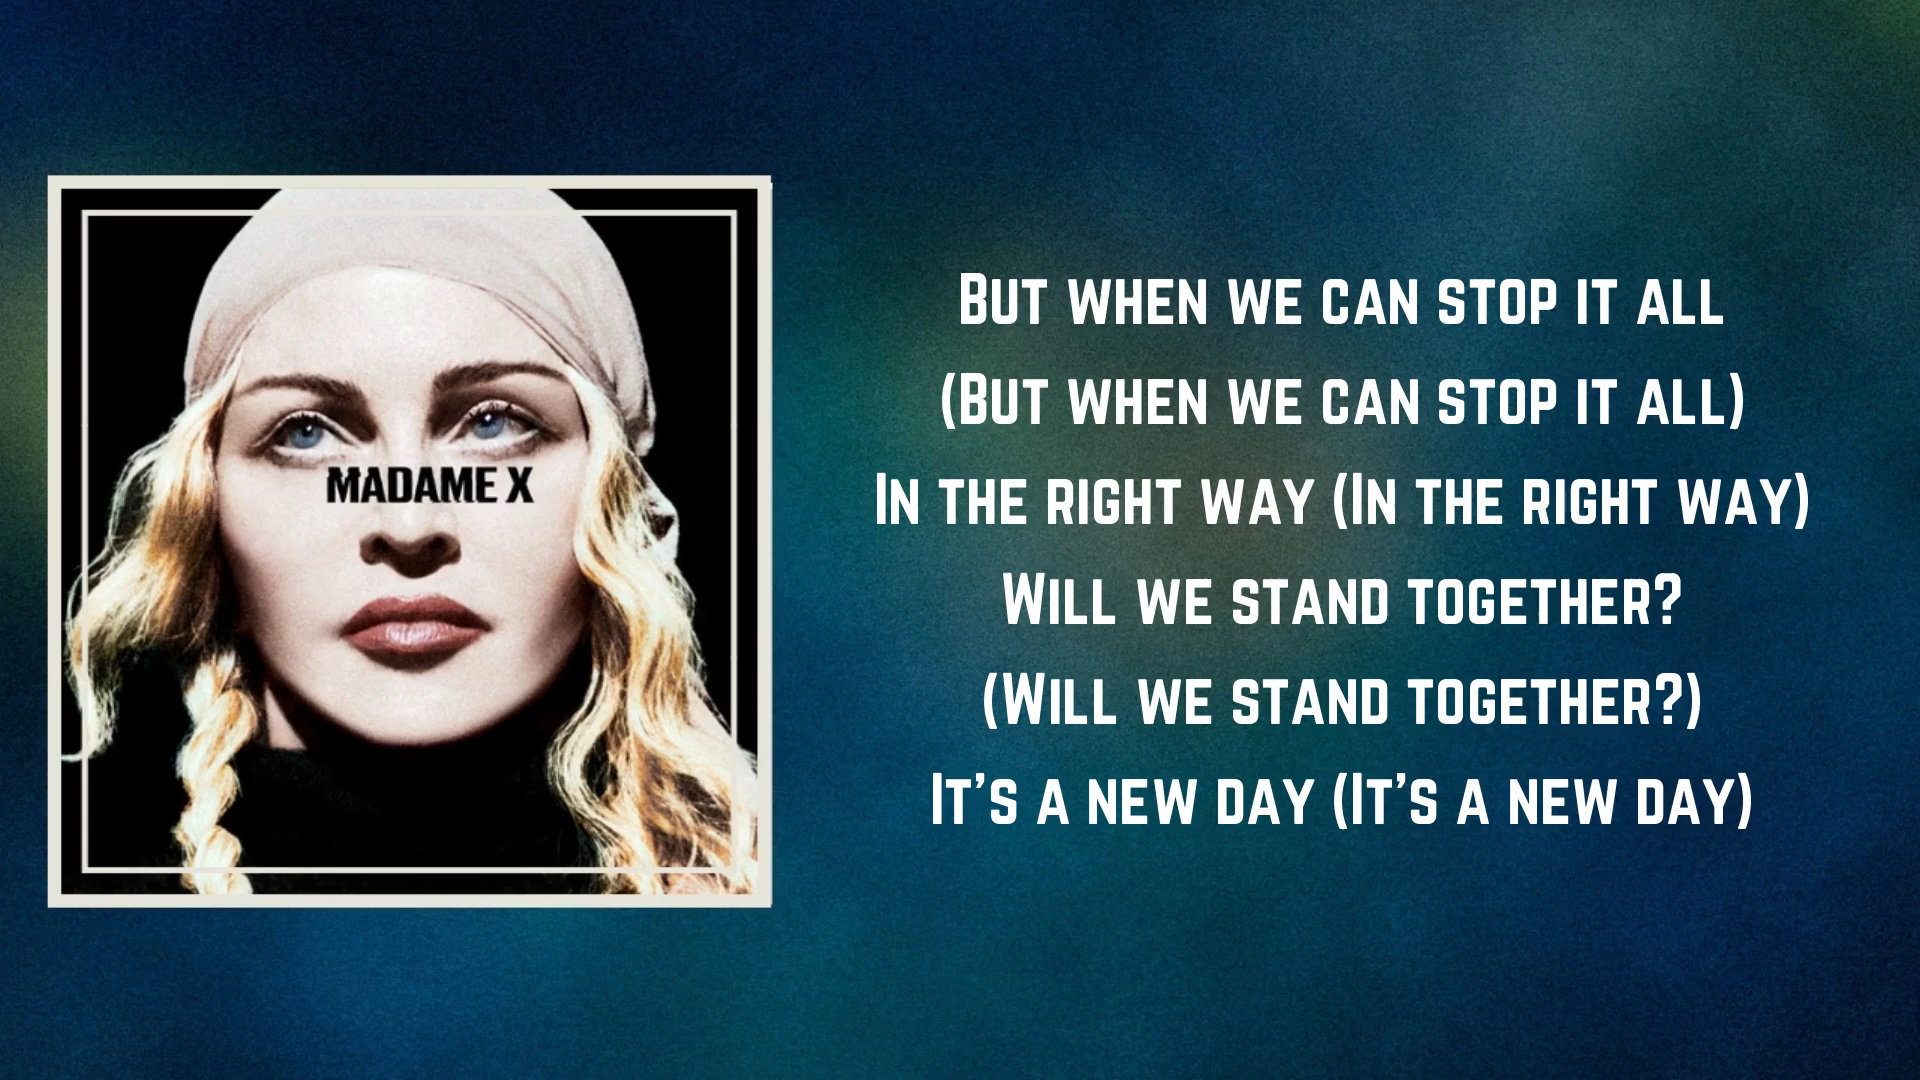 MADAME X
But when we can stop it all
(But when we can stop it all)
In the right way (In the right way)
Will we stand together?
(Will we stand together?)
It's a new day (It's a new day)